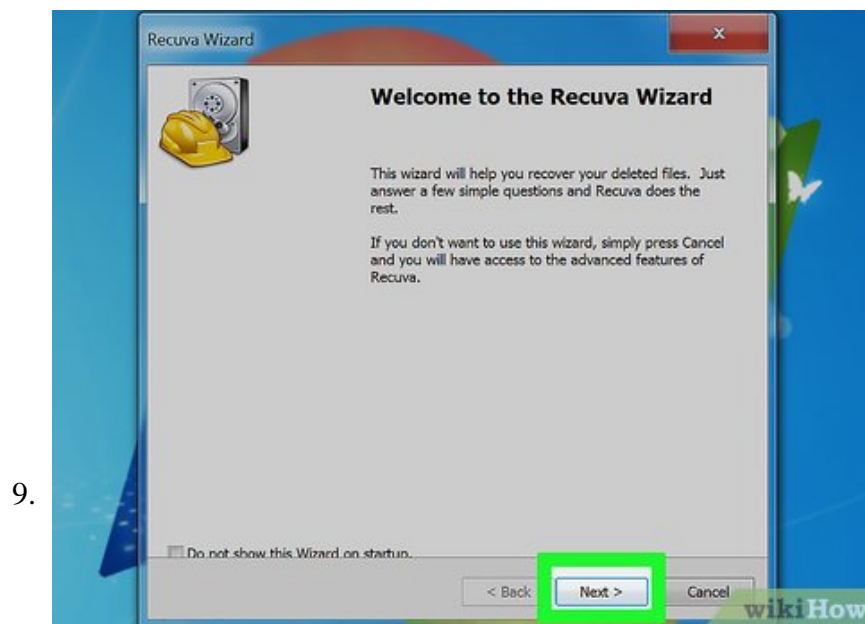 Recuva Wizard
x
Welcome to the Recuva Wizard
This wizard will help you recover your deleted files. Just
answer a few simple questions and Recuva does the
rest.
If you don't want to use this wizard, simply press Cancel
and you will have access to the advanced features of
Recuva.
9.
Do not show this Wizard on startup.
< Back Next > Cancel
wikiHow